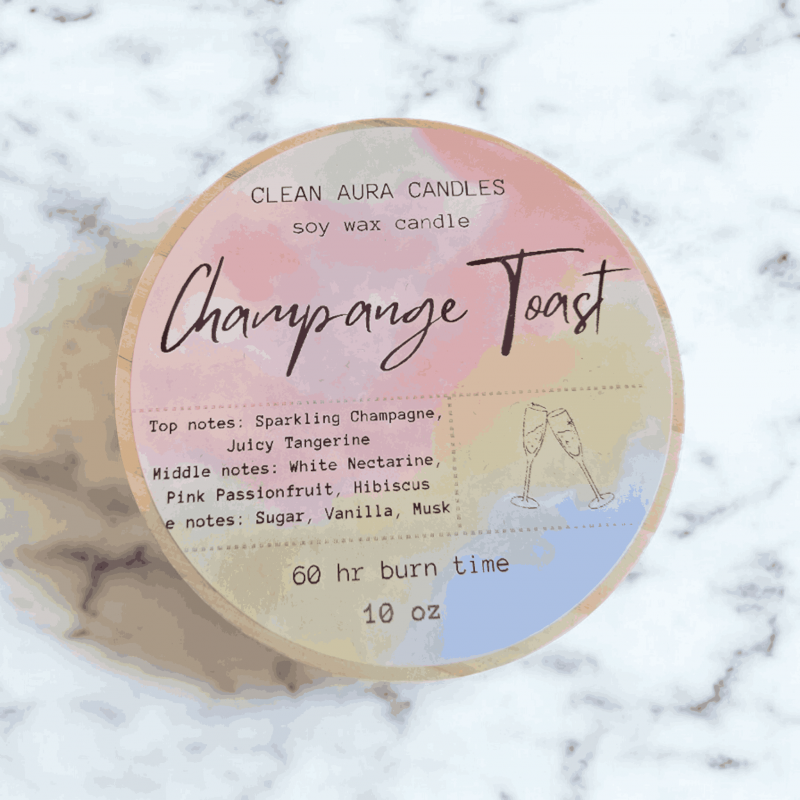 CLEAN AURA CANDLES
soy wax candle
Champange Toast
Top notes: Sparkling Champagne,
Juicy Tangerine
Middle notes: White Nectarine,
Pink Passionfruit, Hibiscus
e notes: Sugar, Vanilla, Musk
60 hr burn time
10 oz